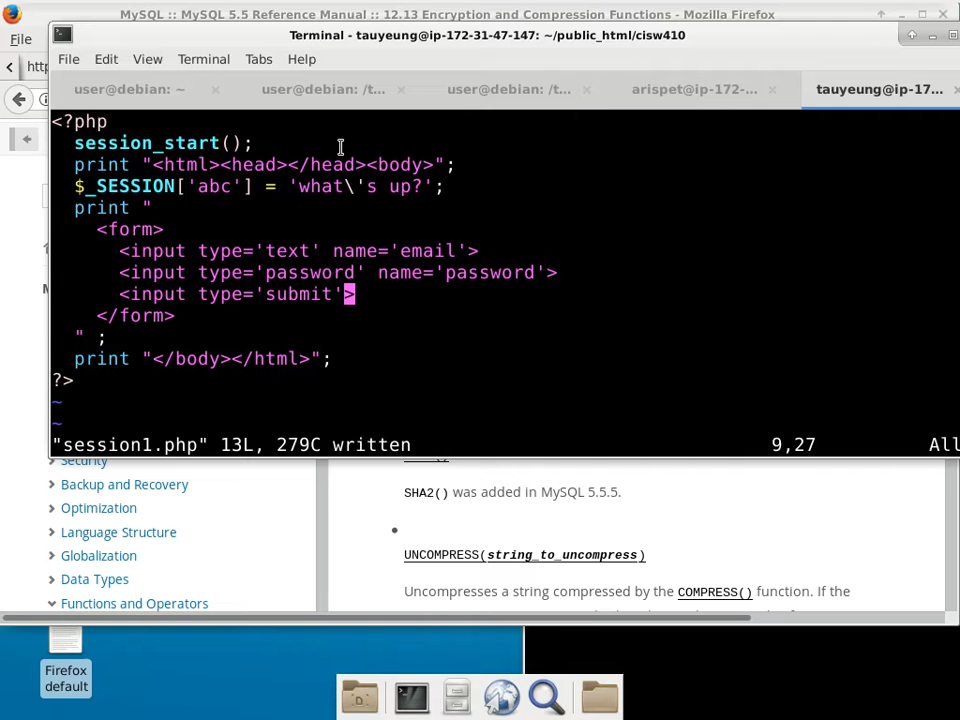 MySQL :: MySQL 5.5 Reference Manual :: 12.13 Encryption and Compression Functions - Mozilla Firefox
File
Terminal - tauyeung@ip-172-31-47-147: ~/public_html/cisw410
File Edit View Terminal Tabs Help
http
user@debian: ~ × user@debian: /t... × user@debian: /t... × arispet@ip-172-... × tauyeung@ip-17... ×
<?php
  session_start();
  print "<html><head></head><body>";
  $_SESSION['abc'] = 'what\'s up?';
  print "
    <form>
      <input type='text' name='email'>
      <input type='password' name='password'>
      <input type='submit'>
    </form>
  " ;
  print "</body></html>";
?>
~
~
"session1.php" 13L, 279C written 9,27 All
Security
Backup and Recovery
Optimization
Language Structure
Globalization
Data Types
Functions and Operators
SHA2() was added in MySQL 5.5.5.
UNCOMPRESS(string_to_uncompress)
Uncompresses a string compressed by the COMPRESS() function. If the
Firefox
default